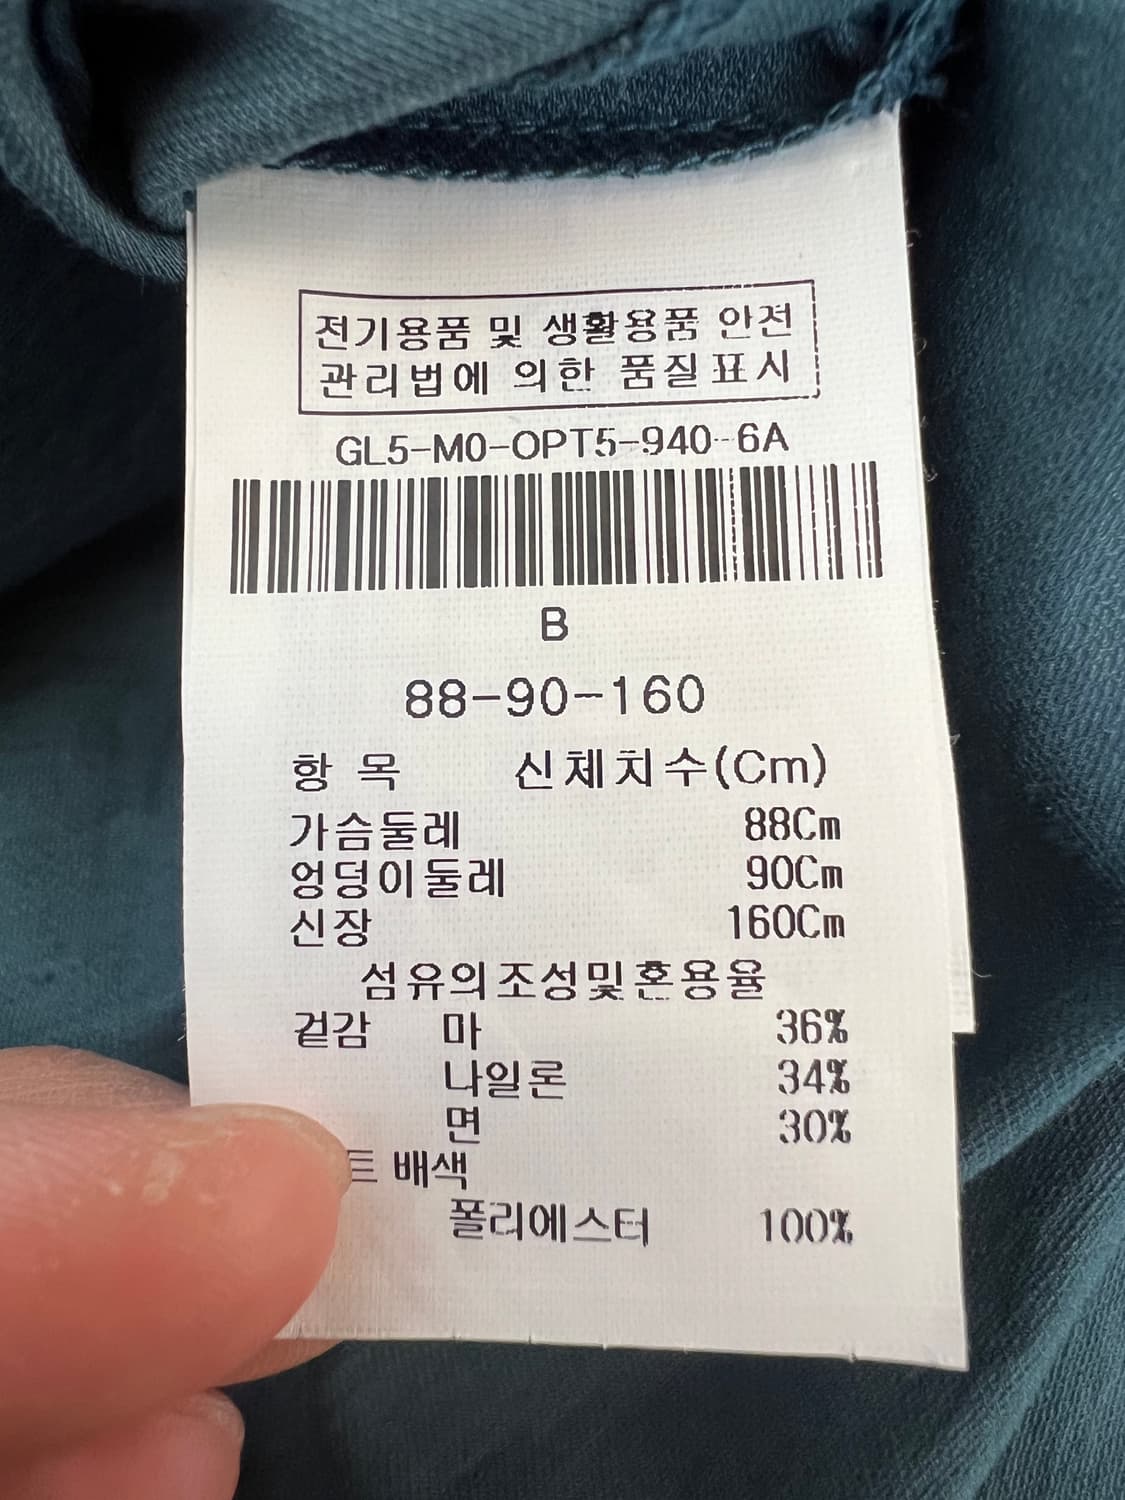 전기용품 및 생활용품 안전
관리법에 의한 품질표시
GL5-M0-OPT5-940-6A
B
88-90-160
항 목 신체치수(Cm)
가슴둘레 88Cm
엉덩이둘레 90Cm
신장 160Cm
섬유의조성및혼용율
겉감 마 36%
나일론 34%
면 30%
배색
폴리에스터 100%